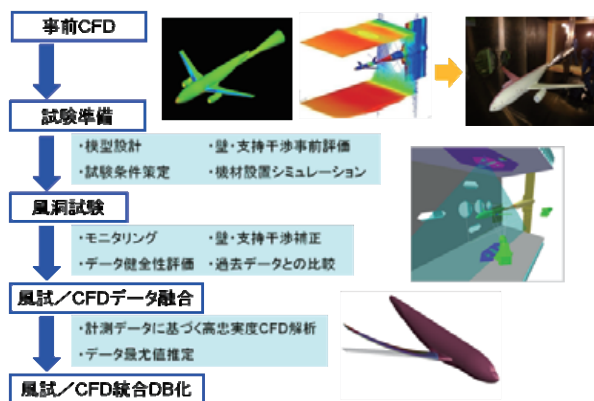 事前CFD
試験準備
・模型設計 ・壁・支持干渉事前評価
・試験条件策定 ・機材設置シミュレーション
風洞試験
・モニタリング ・壁・支持干渉補正
・データ健全性評価 ・過去データとの比較
風試／CFDデータ融合
・計測データに基づく高忠実度CFD解析
・データ最尤値推定
風試／CFD統合DB化